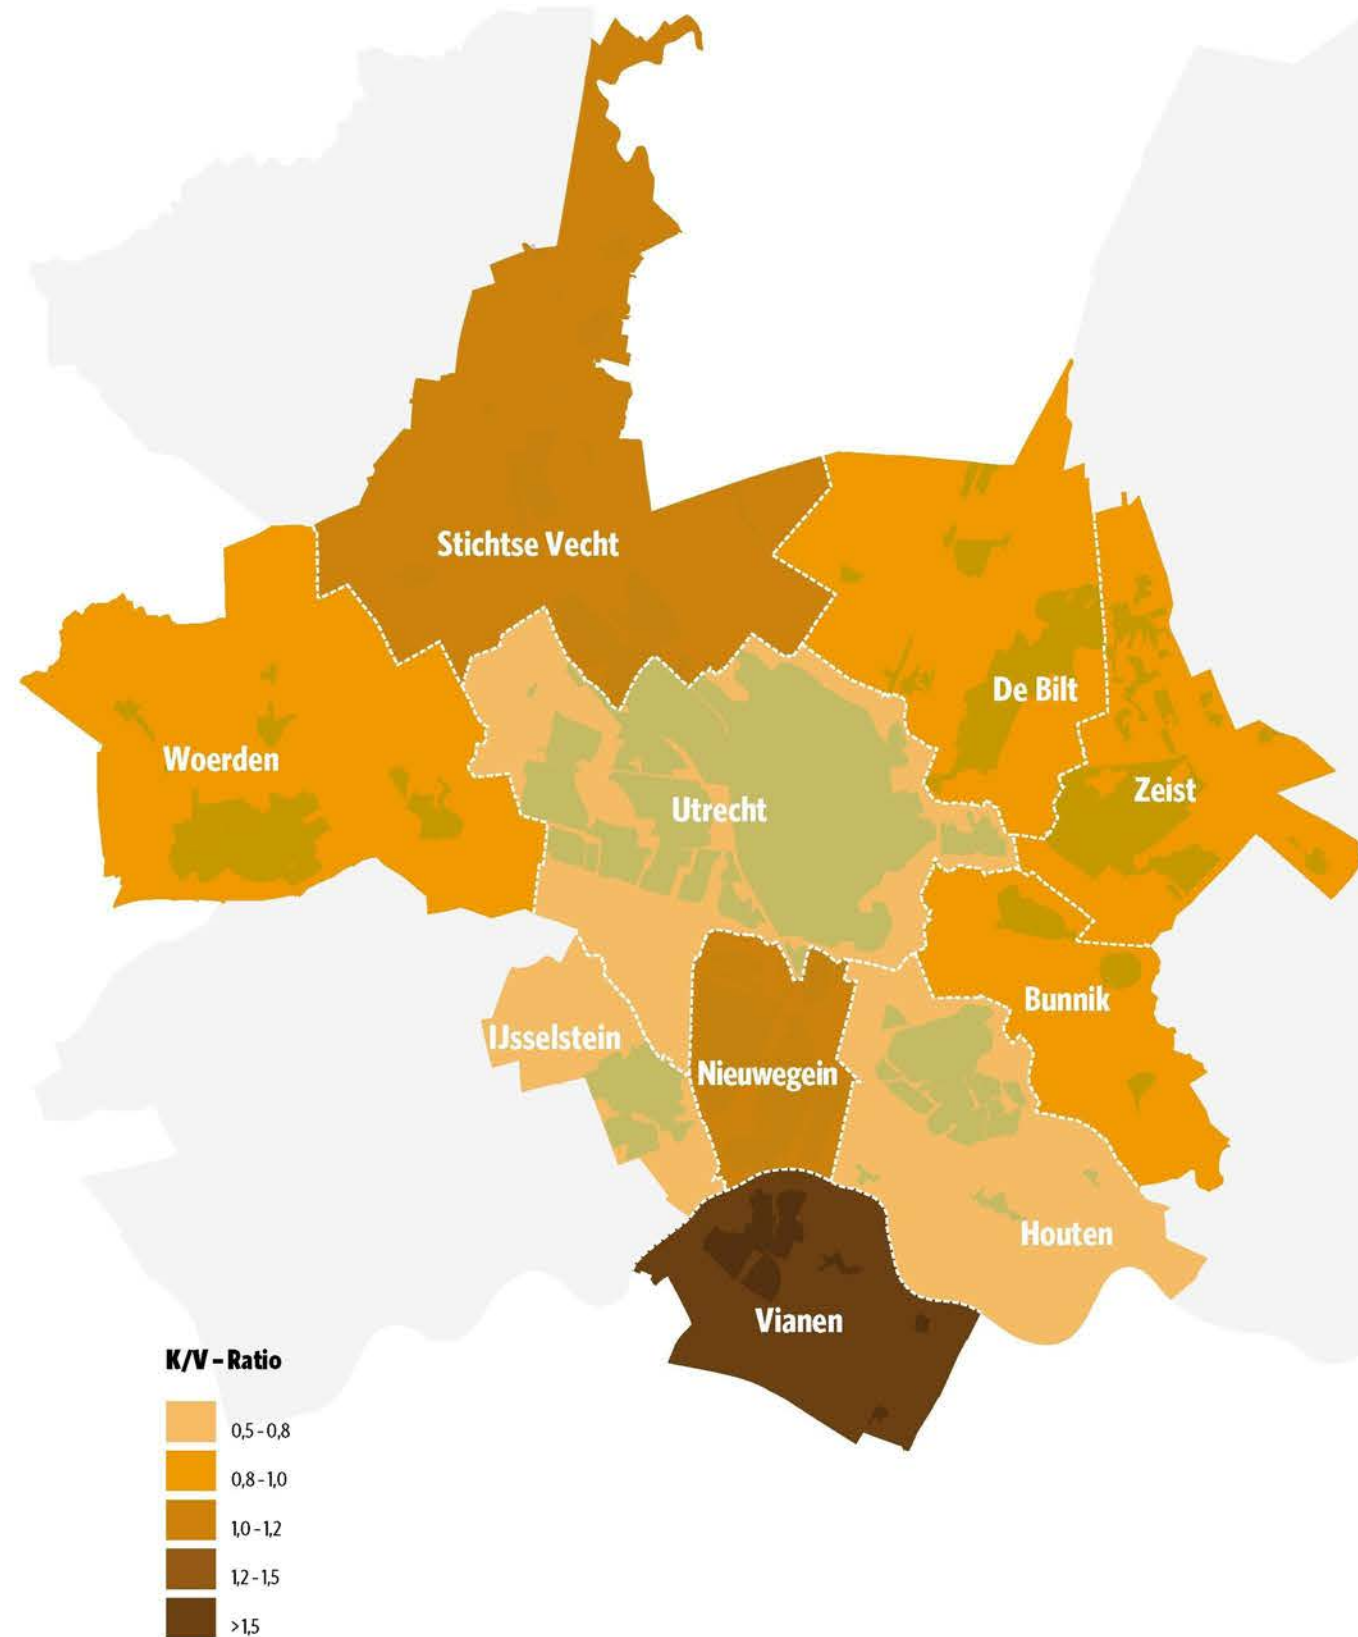 Stichtse Vecht
De Bilt
Woerden
Zeist
Utrecht
Bunnik
IJsselstein
Nieuwegein
Houten
Vianen
K/V – Ratio
0,5 - 0,8
0,8 - 1,0
1,0 - 1,2
1,2 - 1,5
>1,5